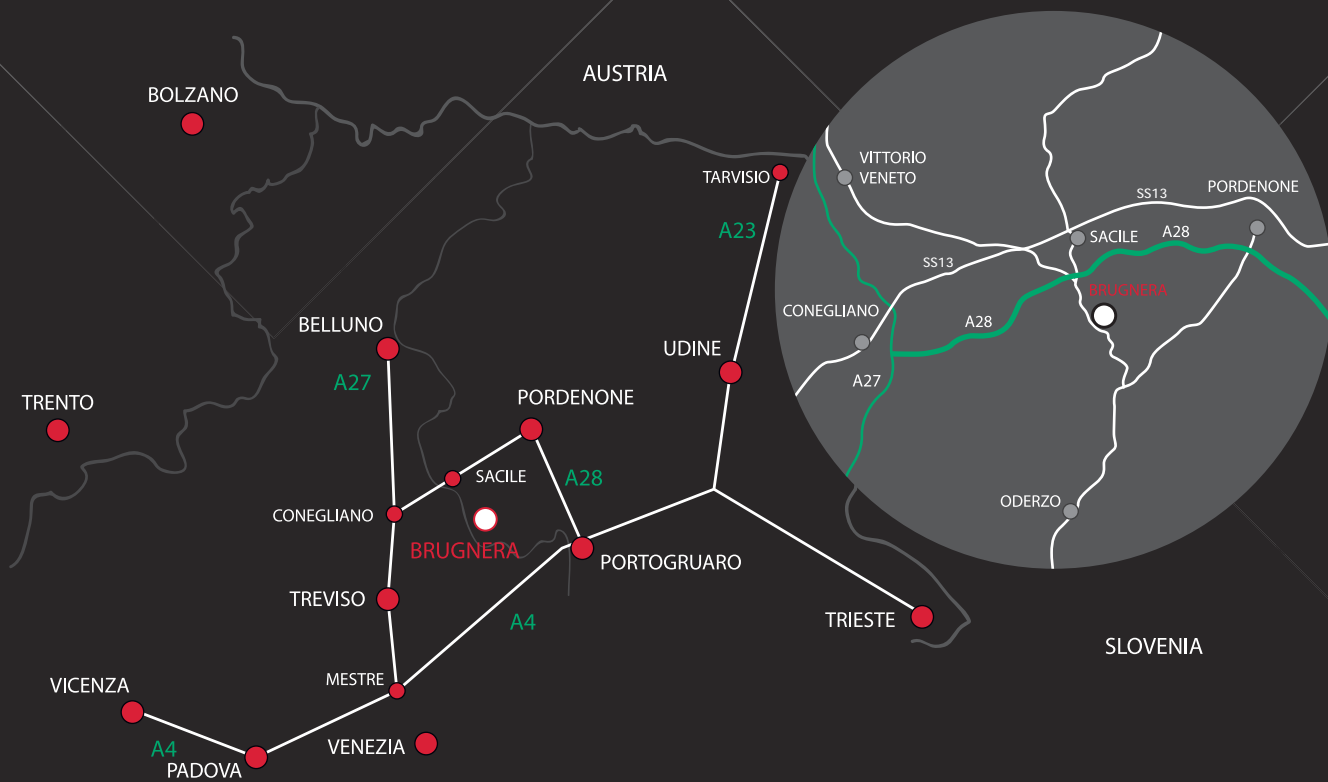 AUSTRIA
BOLZANO
TARVISIO
A23
BELLUNO
A27
UDINE
TRENTO
PORDENONE
SACILE
A28
CONEGLIANO
BRUGNERA
PORTOGRUARO
TREVISO
A4
TRIESTE
SLOVENIA
MESTRE
VICENZA
A4
PADOVA
VENEZIA
VITTORIO
VENETO
SS13
PORDENONE
SACILE
A28
SS13
BRUGNERA
CONEGLIANO
A28
A27
ODERZO